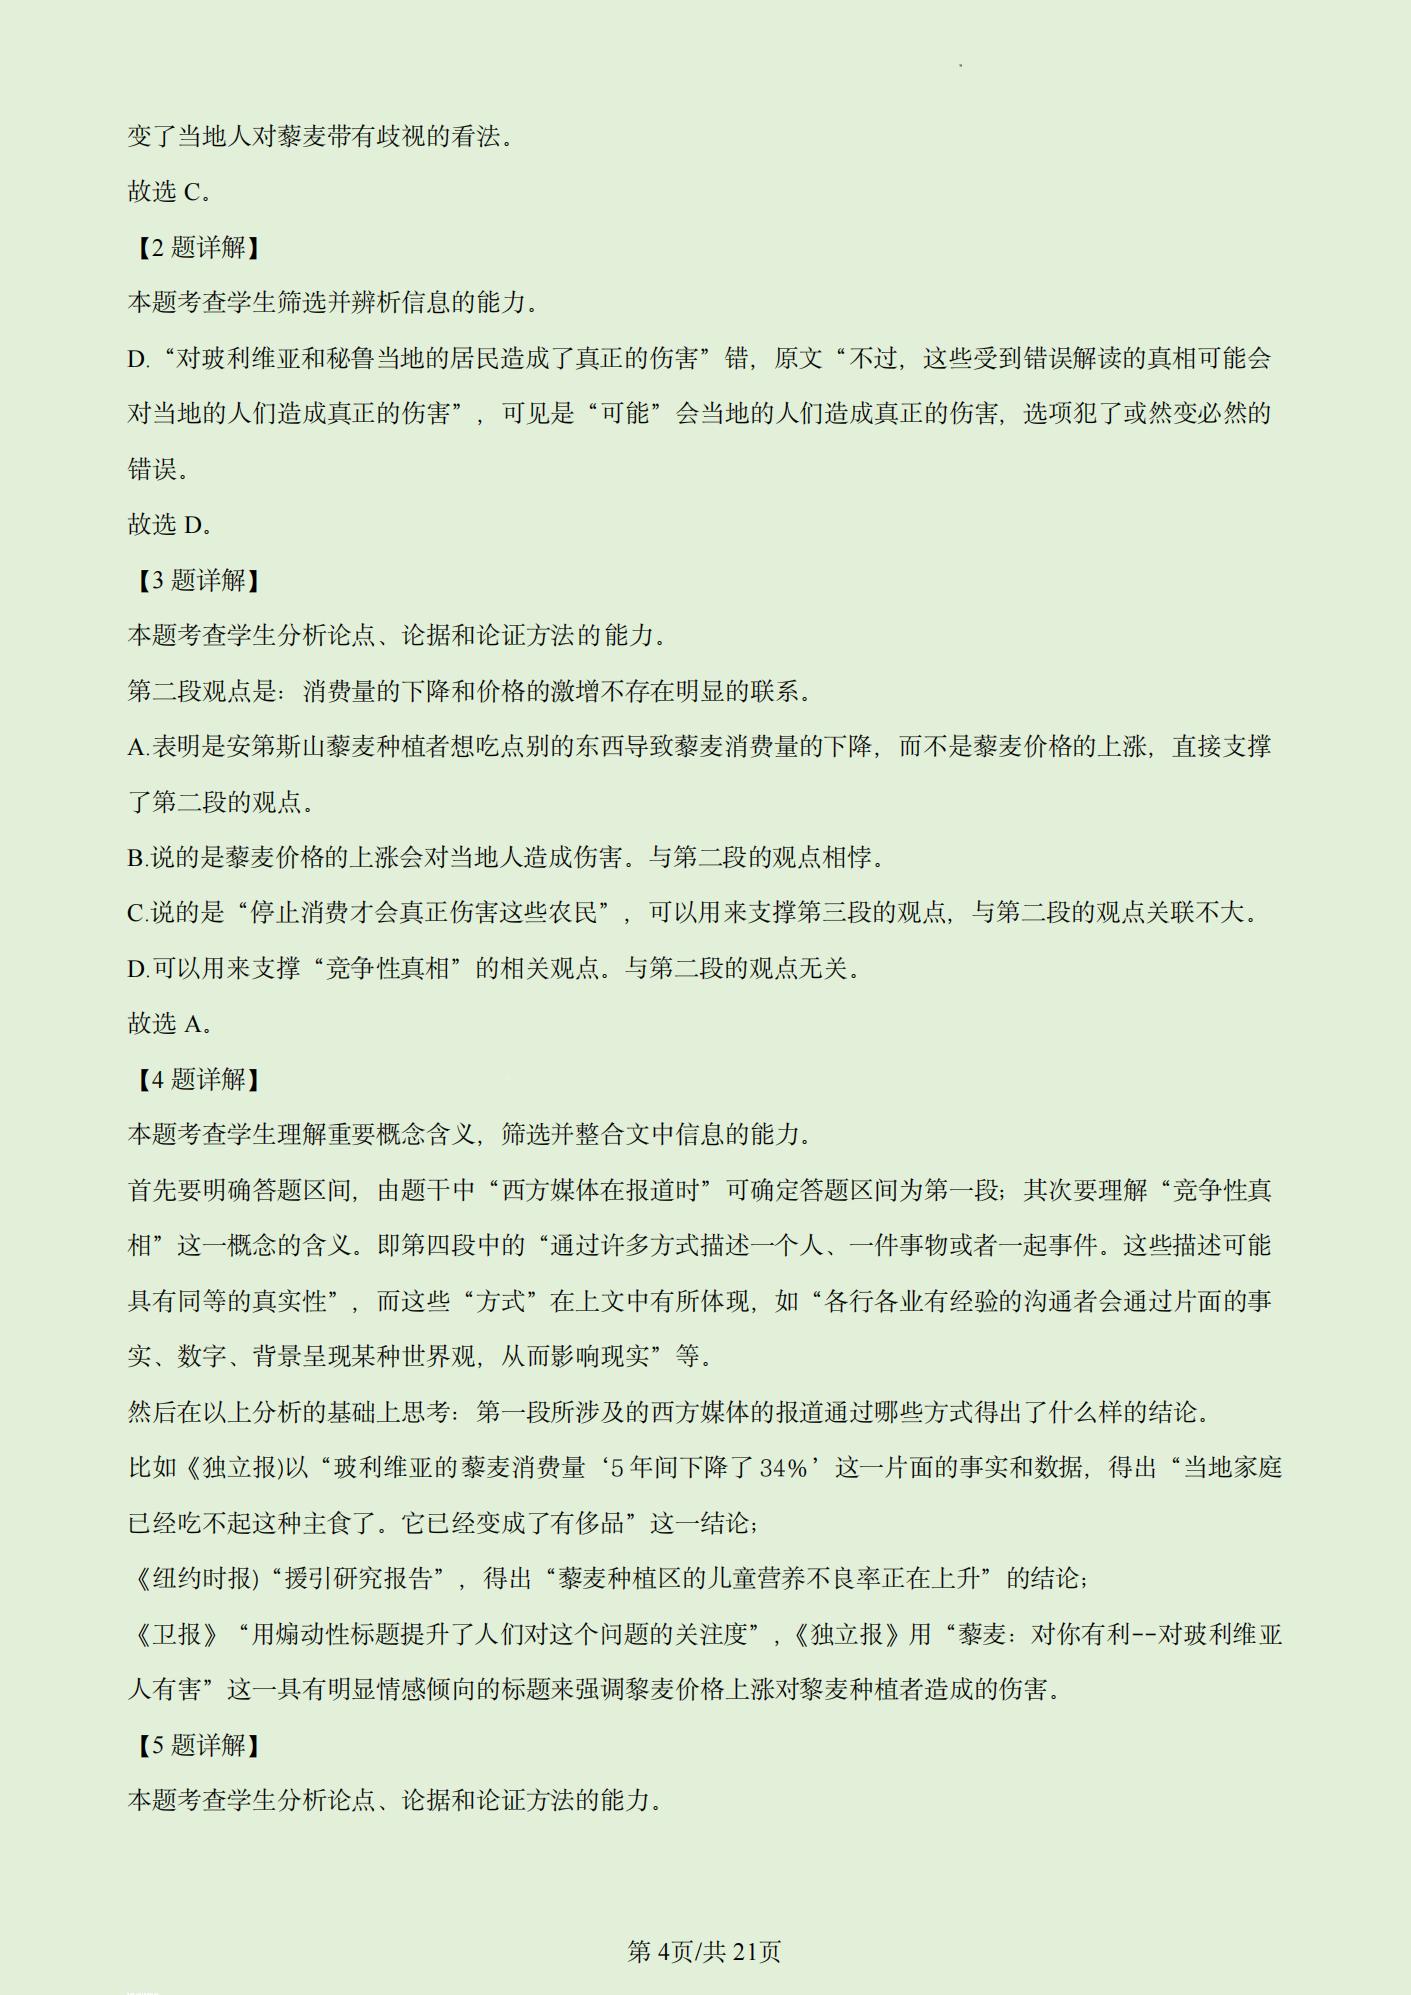 变了当地人对藜麦带有歧视的看法。
故选 C。
【2 题详解】
本题考查学生筛选并辨析信息的能力。
D.“对玻利维亚和秘鲁当地的居民造成了真正的伤害”错，原文“不过，这些受到错误解读的真相可能会
对当地的人们造成真正的伤害”，可见是“可能”会当地的人们造成真正的伤害，选项犯了或然变必然的
错误。
故选 D。
【3 题详解】
本题考查学生分析论点、论据和论证方法的能力。
第二段观点是：消费量的下降和价格的激增不存在明显的联系。
A.表明是安第斯山藜麦种植者想吃点别的东西导致藜麦消费量的下降，而不是藜麦价格的上涨，直接支撑
了第二段的观点。
B.说的是藜麦价格的上涨会对当地人造成伤害。与第二段的观点相悖。
C.说的是“停止消费才会真正伤害这些农民”，可以用来支撑第三段的观点，与第二段的观点关联不大。
D.可以用来支撑“竞争性真相”的相关观点。与第二段的观点无关。
故选 A。
【4 题详解】
本题考查学生理解重要概念含义，筛选并整合文中信息的能力。
首先要明确答题区间，由题干中“西方媒体在报道时”可确定答题区间为第一段；其次要理解“竞争性真
相”这一概念的含义。即第四段中的“通过许多方式描述一个人、一件事物或者一起事件。这些描述可能
具有同等的真实性”，而这些“方式”在上文中有所体现，如“各行各业有经验的沟通者会通过片面的事
实、数字、背景呈现某种世界观，从而影响现实”等。
然后在以上分析的基础上思考：第一段所涉及的西方媒体的报道通过哪些方式得出了什么样的结论。
比如《独立报)以“玻利维亚的藜麦消费量‘5 年间下降了 34%’这一片面的事实和数据，得出“当地家庭
已经吃不起这种主食了。它已经变成了有侈品”这一结论；
《纽约时报)“援引研究报告”，得出“藜麦种植区的儿童营养不良率正在上升”的结论；
《卫报》“用煽动性标题提升了人们对这个问题的关注度”，《独立报》用“藜麦：对你有利--对玻利维亚
人有害”这一具有明显情感倾向的标题来强调黎麦价格上涨对黎麦种植者造成的伤害。
【5 题详解】
本题考查学生分析论点、论据和论证方法的能力。
第 4页/共 21页